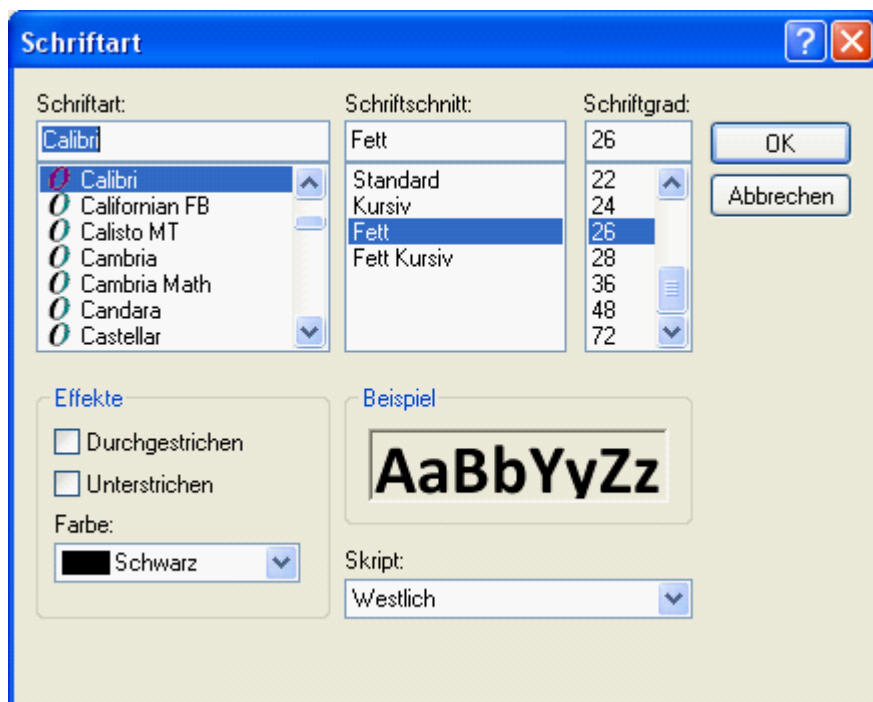 Schriftart
Schriftart:
Calibri
Calibri
Californian FB
Calisto MT
Cambria
Cambria Math
Candara
Castellar
Schriftschnitt:
Fett
Standard
Kursiv
Fett
Fett Kursiv
Schriftgrad:
26
22
24
26
28
36
48
72
OK
Abbrechen
Effekte
Durchgestrichen
Unterstrichen
Farbe:
Schwarz
Beispiel
AaBbYyZz
Skript:
Westlich